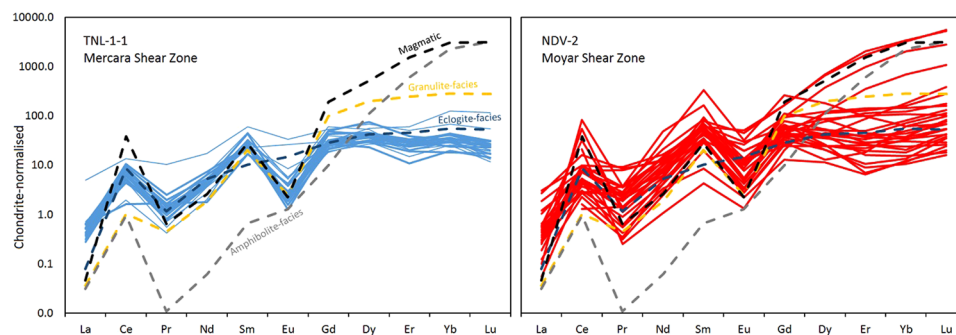 10000.0
1000.0
100.0
10.0
1.0
0.1
0.0
Chondrite-normalised
TNL-1-1
Mercara Shear Zone
Magmatic
Granulite-facies
Eclogite-facies
Amphibolite-facies
La Ce Pr Nd Sm Eu Gd Dy Er Yb Lu
NDV-2
Moyar Shear Zone
La Ce Pr Nd Sm Eu Gd Dy Er Yb Lu